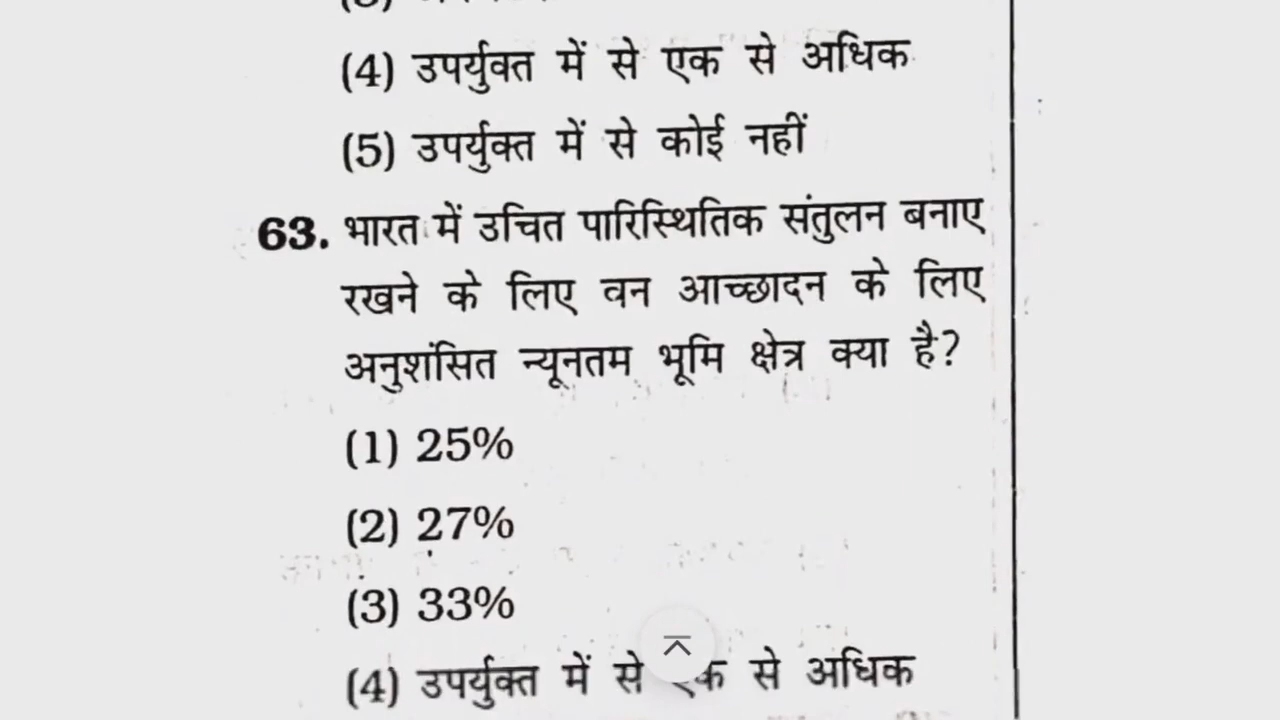 (4) उपर्युक्त में से एक से अधिक
(5) उपर्युक्त में से कोई नहीं
63. भारत में उचित पारिस्थितिक संतुलन बनाए
रखने के लिए वन आच्छादन के लिए
अनुशंसित न्यूनतम भूमि क्षेत्र क्या है?
(1) 25%
(2) 27%
(3) 33%
(4) उपर्युक्त में से एक से अधिक